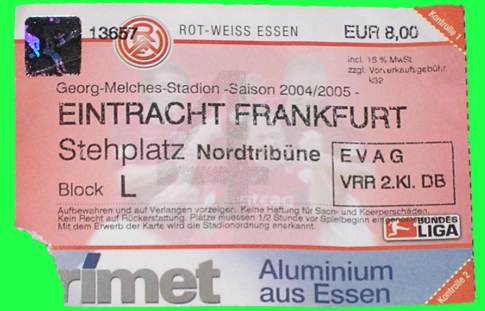 Kontrolle 1
13657 ROT-WEISS ESSEN EUR 8,00
incl. 16 % MwSt
zzgl. Vorverkaufsgebühr
k32
Georg-Melches-Stadion -Saison 2004/2005 -
EINTRACHT FRANKFURT
Stehplatz Nordtribüne
EVAG
VRR 2.Kl. DB
Block L
Aufbewahren und auf Verlangen vorzeigen. Keine Haftung für Sach- und Koerperschäden.
Kein Recht auf Rückerstattung. Plätze muessen 1/2 Stunde vor Spielbeginn eingenommen
Mit dem Erwerb der Karte wird die Stadionordnung anerkannt.
BUNDES
LIGA
rimet Aluminium
aus Essen
Kontrolle 2